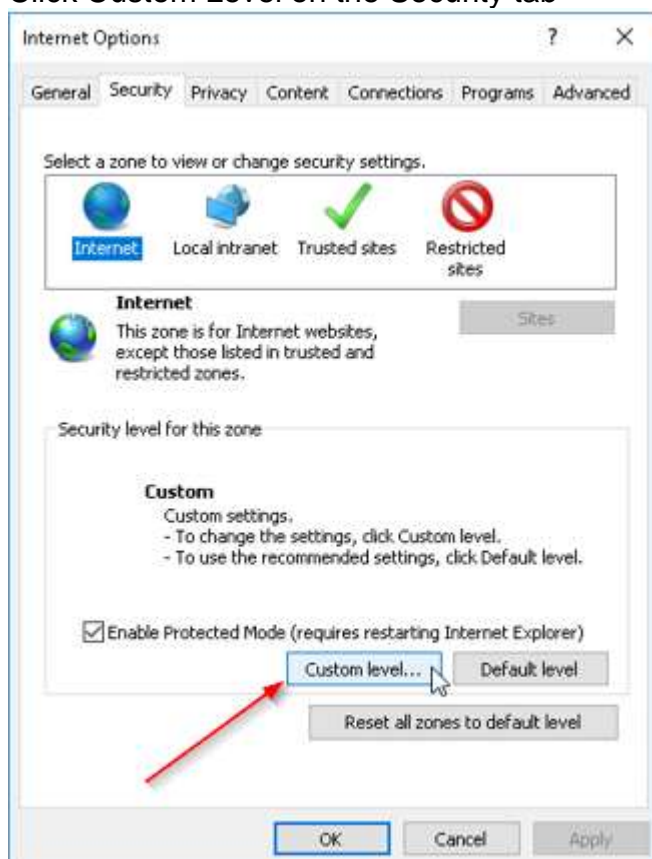 Click Custom Level on the Security tab
Internet Options ? ×
General Security Privacy Content Connections Programs Advanced
Select a zone to view or change security settings.
Internet Local intranet Trusted sites Restricted
sites
Internet
Sites
This zone is for Internet websites,
except those listed in trusted and
restricted zones.
Security level for this zone
Custom
Custom settings.
- To change the settings, click Custom level.
- To use the recommended settings, click Default level.
Enable Protected Mode (requires restarting Internet Explorer)
Custom level... Default level
Reset all zones to default level
OK Cancel Apply